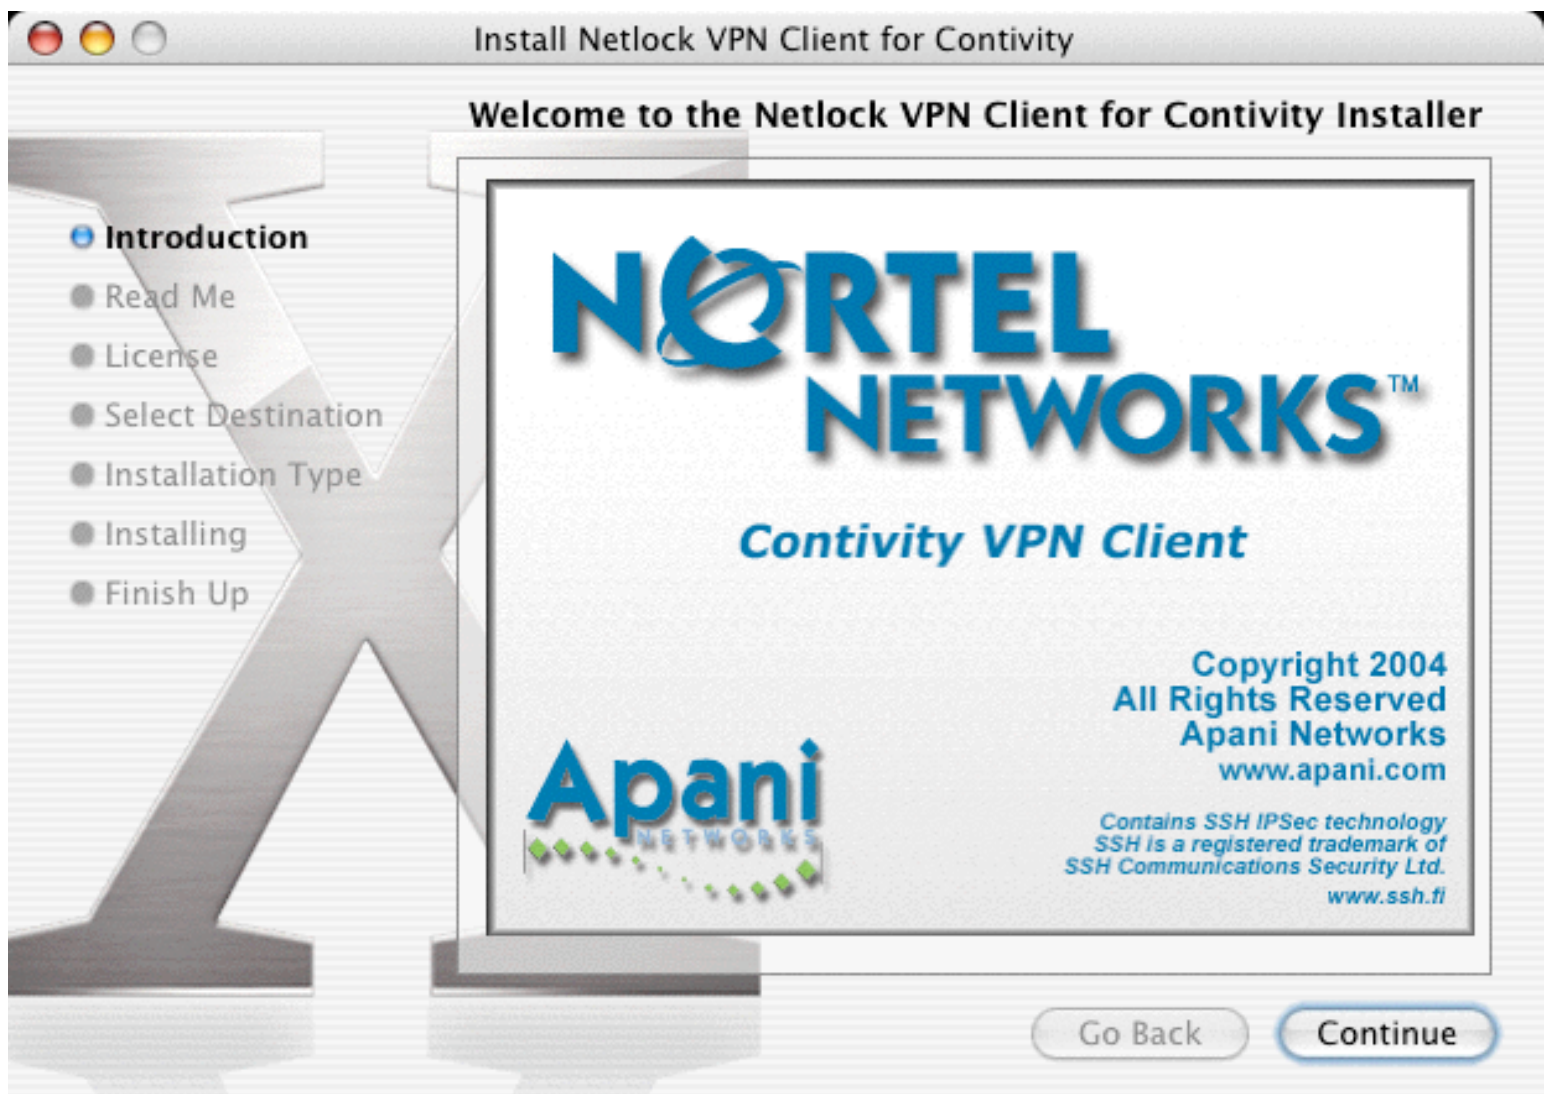 Install Netlock VPN Client for Contivity
Welcome to the Netlock VPN Client for Contivity Installer
Introduction
Read Me
License
Select Destination
Installation Type
Installing
Finish Up
NORTEL
NETWORKS™
Contivity VPN Client
Copyright 2004
All Rights Reserved
Apani Networks
www.apani.com
Apani
NETWORKS
Contains SSH IPSec technology
SSH is a registered trademark of
SSH Communications Security Ltd.
www.ssh.fi
Go Back
Continue